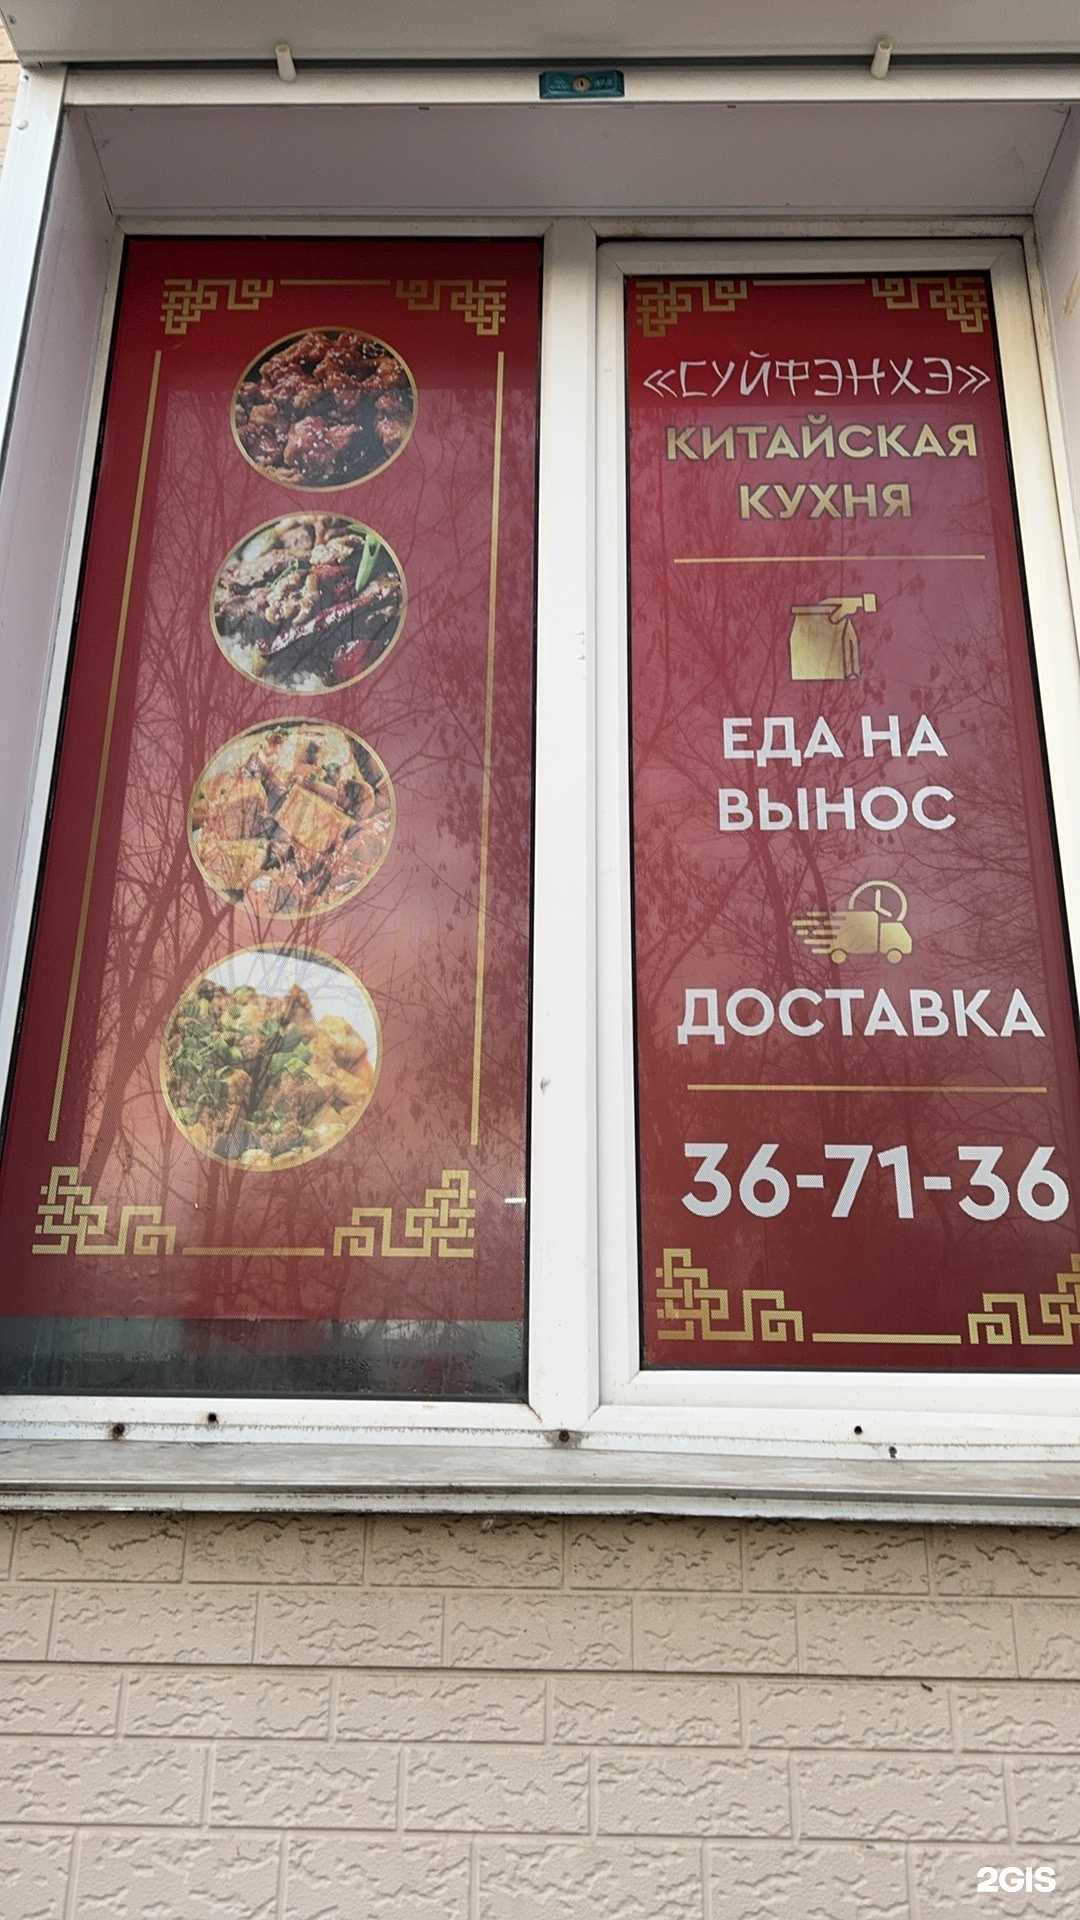 «СУЙФЭНХЭ»
КИТАЙСКАЯ
КУХНЯ
ЕДА НА
ВЫНОС
ДОСТАВКА
36-71-36
2GIS